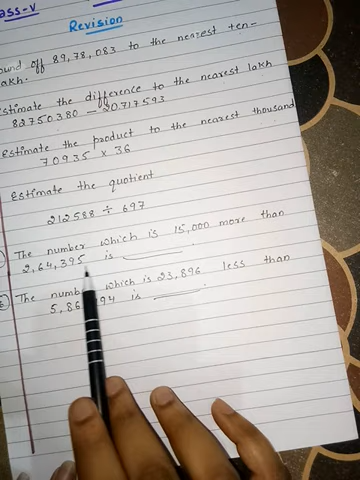 ass-V
Revision
ound off 89,78,083 to the nearest ten-
lakh.
stimate the difference to the nearest lakh
82750380 - 20717593
Estimate the product to the nearest thousand
70935 x 36
Estimate the quotient
212588 ÷ 697
The number which is 15,000 more than
2,64,395 is ______.
The numb which is 23,896 less than
5,86 94 is ______.